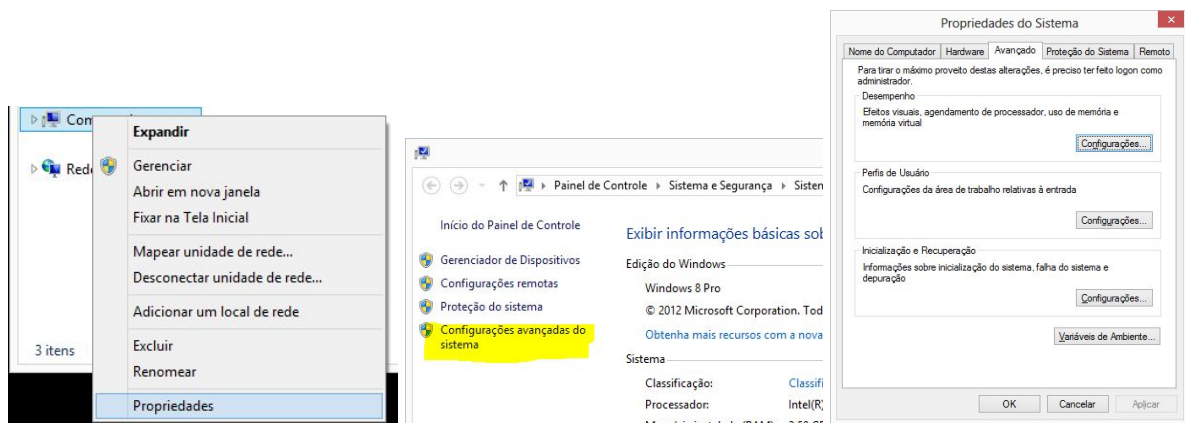 Expandir
Rede
Gerenciar
Abrir em nova janela
Fixar na Tela Inicial
Mapear unidade de rede...
Desconectar unidade de rede...
Adicionar um local de rede
Excluir
3 itens
Renomear
Propriedades
Painel de Controle
Sistema e Segurança
Início do Painel de Controle
Gerenciador de Dispositivos
Configurações remotas
Proteção do sistema
Configurações avançadas do
sistema
Exibir informações básicas
Edição do Windows
Windows 8 Pro
© 2012 Microsoft Corporation. Tod
Obtenha mais recursos com a nova
Sistema
Classificação: Classifi
Processador: Intel(R)
Propriedades do Sistema
Nome do Computador Hardware Avançado Proteção do Sistema Remoto
Para tirar o máximo proveito destas alterações, é preciso ter feito logon como
administrador.
Desempenho
Efeitos visuais, agendamento de processador, uso de memória e
memória virtual
Configurações...
Perfis de Usuário
Configurações da área de trabalho relativas à entrada
Configurações...
Inicialização e Recuperação
Informações sobre inicialização do sistema, falha do sistema e
depuração
Configurações...
Variáveis de Ambiente...
OK Cancelar Aplicar